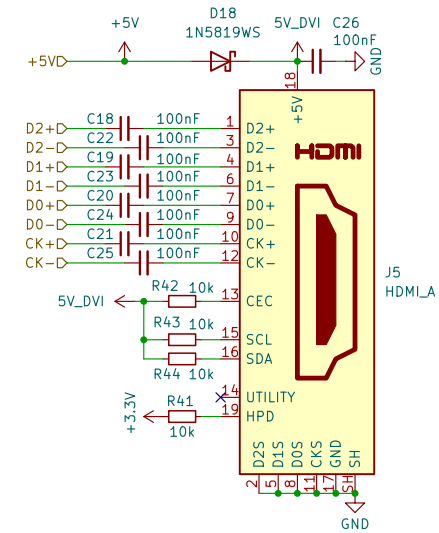 D18
+5V
1N5819WS
5V_DVI
C26
100nF
+5V
GND
18
+5V
HDMI
D2+
C18
100nF
1
D2+
D2-
C22
100nF
3
D2-
D1+
C19
100nF
4
D1+
D1-
C23
100nF
6
D1-
D0+
C20
100nF
7
D0+
D0-
C24
100nF
9
D0-
CK+
C21
100nF
10
CK+
CK-
C25
100nF
12
CK-
J5
HDMI_A
5V_DVI
R42
10k
13
CEC
R43
10k
15
SCL
R44
10k
16
SDA
14
UTILITY
+3.3V
R41
10k
19
HPD
D2S
D1S
D0S
CKS
GND
SH
2
5
8
11
17
SH
GND